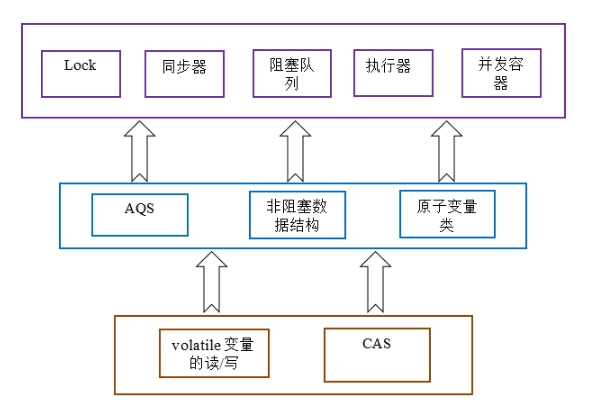 Lock
同步器
阻塞队
列
执行器
并发容
器
AQS
非阻塞数
据结构
原子变量
类
volatile 变量
的读/写
CAS